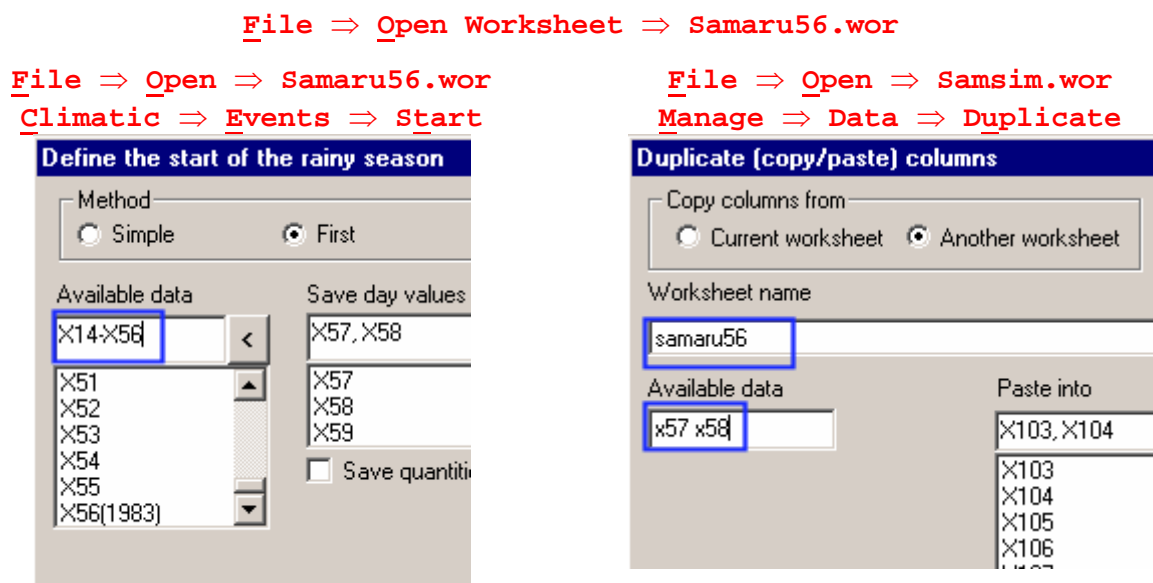 File ⇒ Open Worksheet ⇒ Samaru56.wor
File ⇒ Open ⇒ Samaru56.wor
Climatic ⇒ Events ⇒ Start
Define the start of the rainy season
Method
Simple
First
Available data
Save day values
X14-X56
<
X57, X58
X51
X52
X53
X54
X55
X56(1983)
X57
X58
X59
Save quantiti
File ⇒ Open ⇒ Samsim.wor
Manage ⇒ Data ⇒ Duplicate
Duplicate (copy/paste) columns
Copy columns from
Current worksheet
Another worksheet
Worksheet name
samaru56
Available data
Paste into
x57 x58
X103, X104
X103
X104
X105
X106